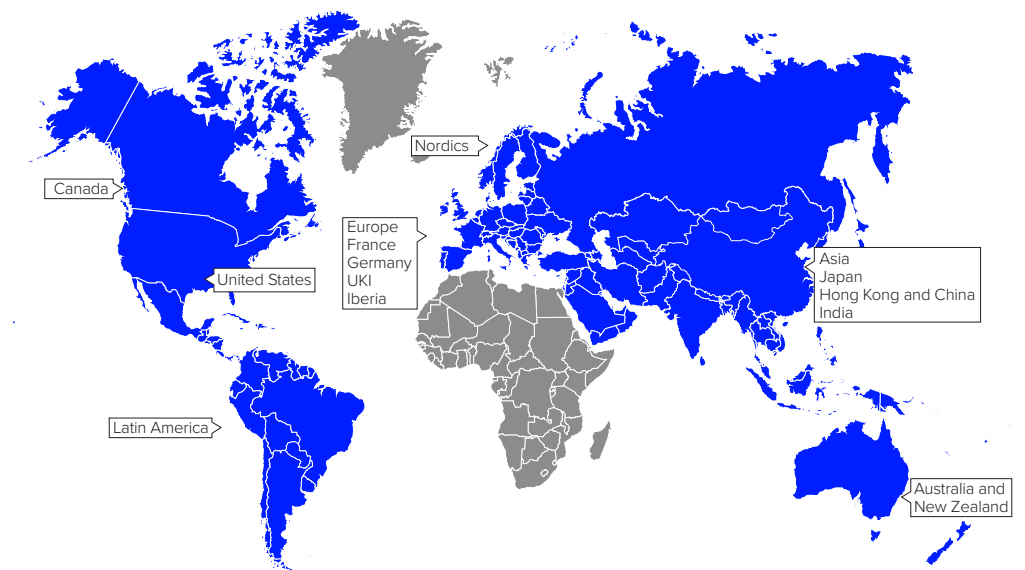 Nordics
Canada
Europe
France
Germany
UKI
Iberia
United States
Asia
Japan
Hong Kong and China
India
Latin America
Australia and
New Zealand